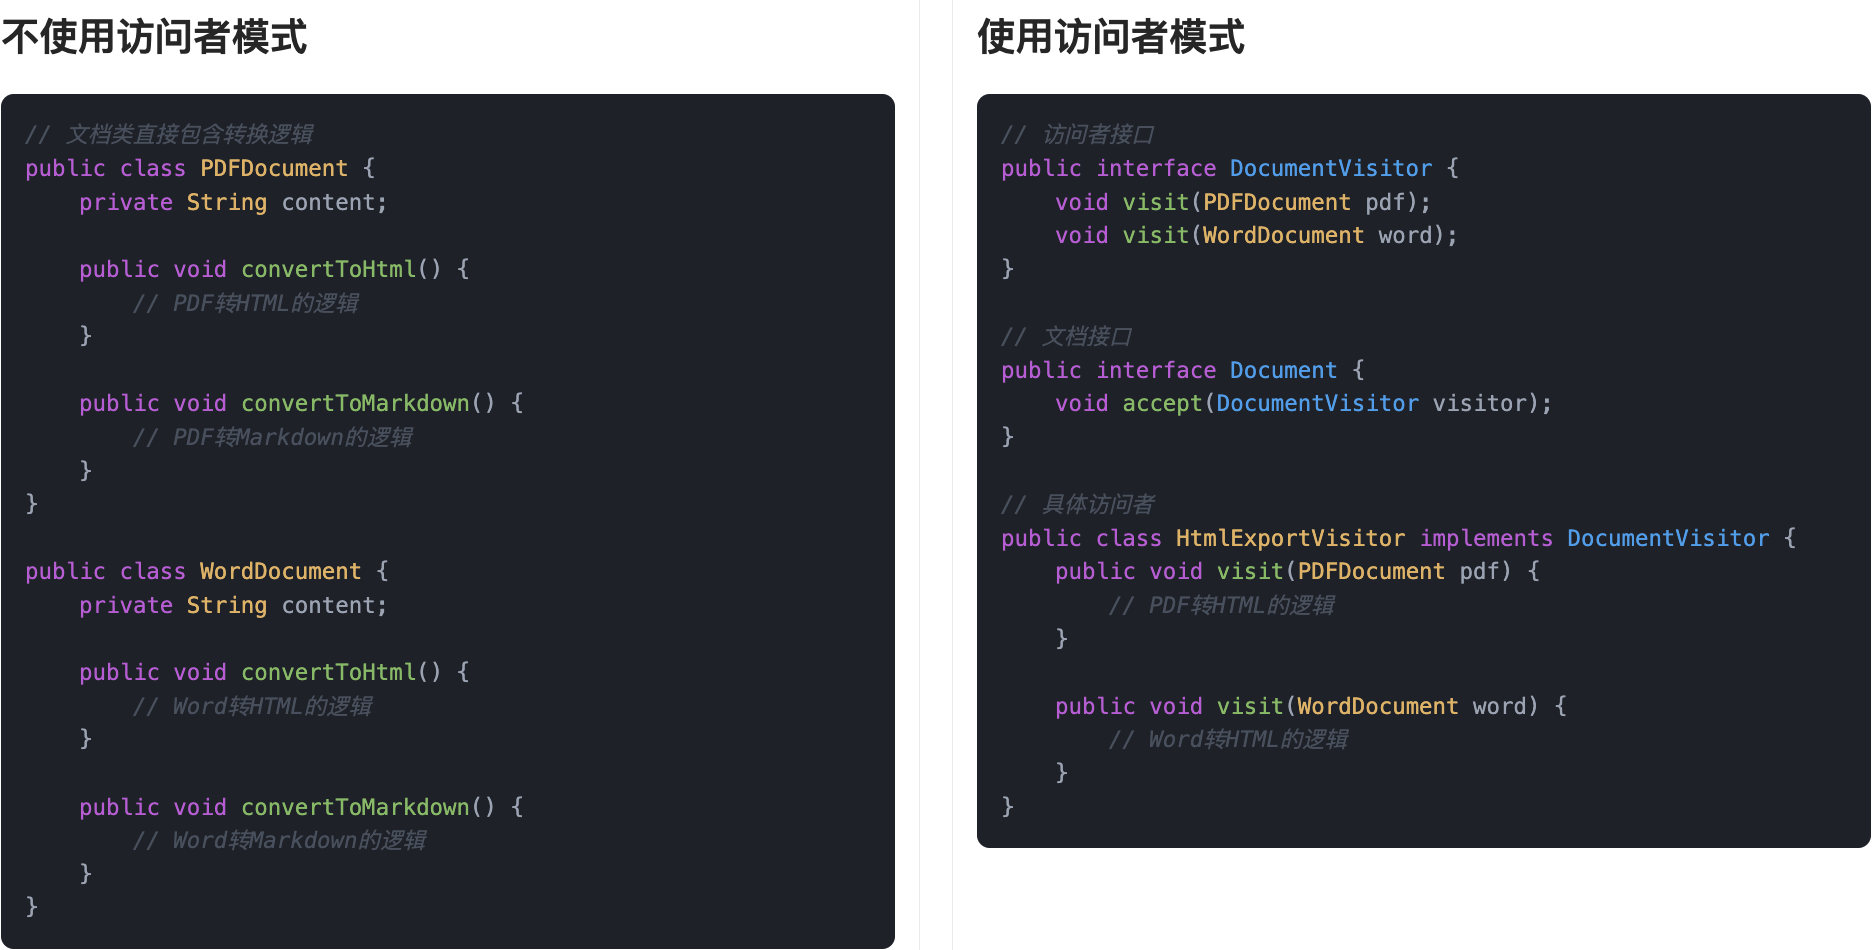 不使用访问者模式
// 文档类直接包含转换逻辑
public class PDFDocument {
    private String content;

    public void convertToHtml() {
        // PDF转HTML的逻辑
    }

    public void convertToMarkdown() {
        // PDF转Markdown的逻辑
    }
}

public class WordDocument {
    private String content;

    public void convertToHtml() {
        // Word转HTML的逻辑
    }

    public void convertToMarkdown() {
        // Word转Markdown的逻辑
    }
}
使用访问者模式
// 访问者接口
public interface DocumentVisitor {
    void visit(PDFDocument pdf);
    void visit(WordDocument word);
}

// 文档接口
public interface Document {
    void accept(DocumentVisitor visitor);
}

// 具体访问者
public class HtmlExportVisitor implements DocumentVisitor {
    public void visit(PDFDocument pdf) {
        // PDF转HTML的逻辑
    }

    public void visit(WordDocument word) {
        // Word转HTML的逻辑
    }
}